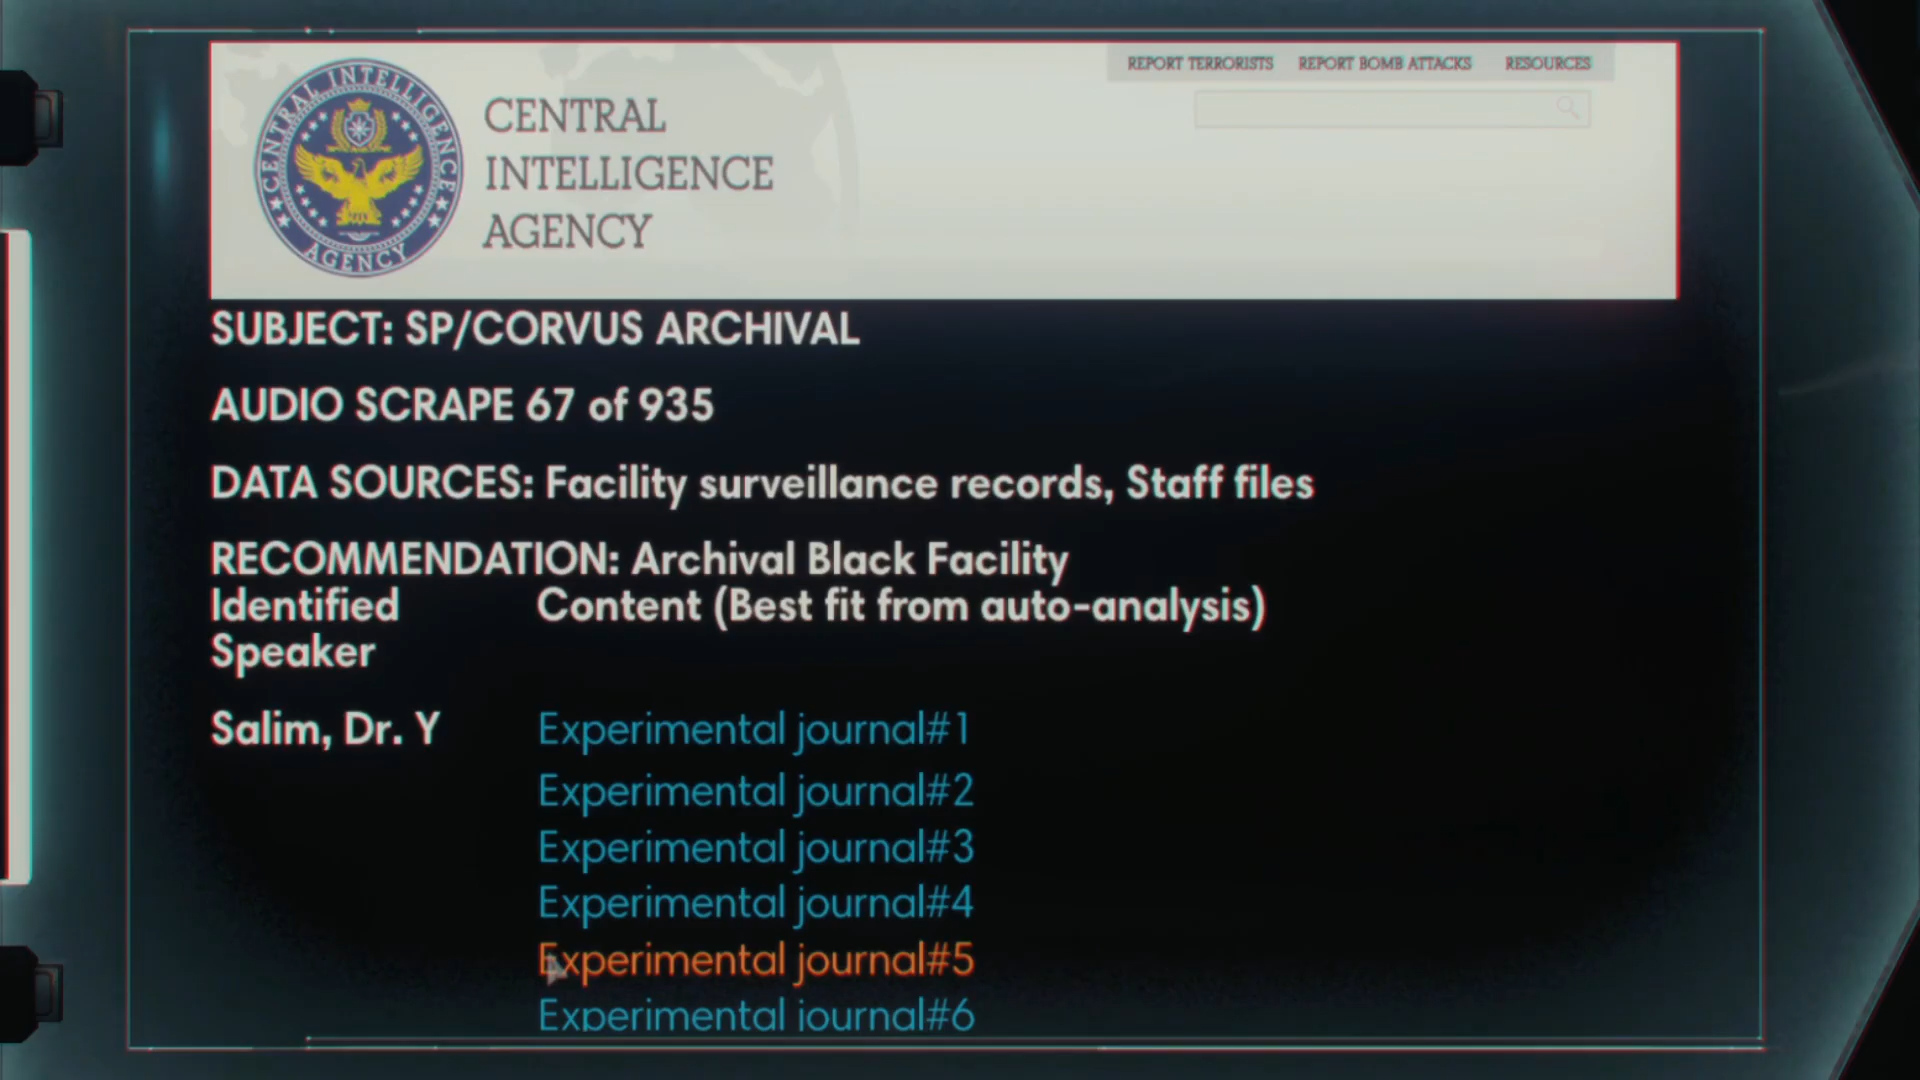 REPORT TERRORISTS REPORT BOMB ATTACKS RESOURCES
CENTRAL INTELLIGENCE AGENCY
CENTRAL
INTELLIGENCE
AGENCY
SUBJECT: SP/CORVUS ARCHIVAL
AUDIO SCRAPE 67 of 935
DATA SOURCES: Facility surveillance records, Staff files
RECOMMENDATION: Archival Black Facility
Identified Content (Best fit from auto-analysis)
Speaker
Salim, Dr. Y Experimental journal#1
Experimental journal#2
Experimental journal#3
Experimental journal#4
Experimental journal#5
Experimental journal#6